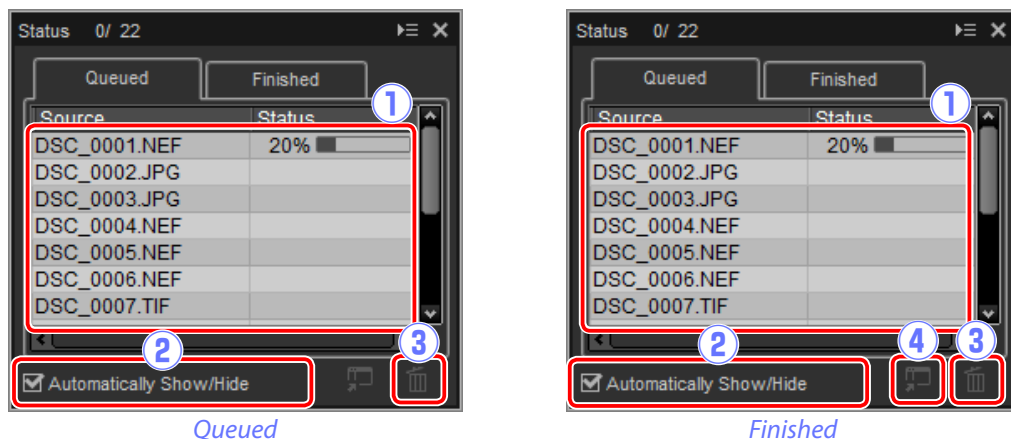 Status 0/ 22
Queued Finished
1
Source Status
DSC_0001.NEF 20%
DSC_0002.JPG
DSC_0003.JPG
DSC_0004.NEF
DSC_0005.NEF
DSC_0006.NEF
DSC_0007.TIF
2 3
Automatically Show/Hide
Queued
Status 0/ 22
Queued Finished
1
Source Status
DSC_0001.NEF 20%
DSC_0002.JPG
DSC_0003.JPG
DSC_0004.NEF
DSC_0005.NEF
DSC_0006.NEF
DSC_0007.TIF
2 4 3
Automatically Show/Hide
Finished